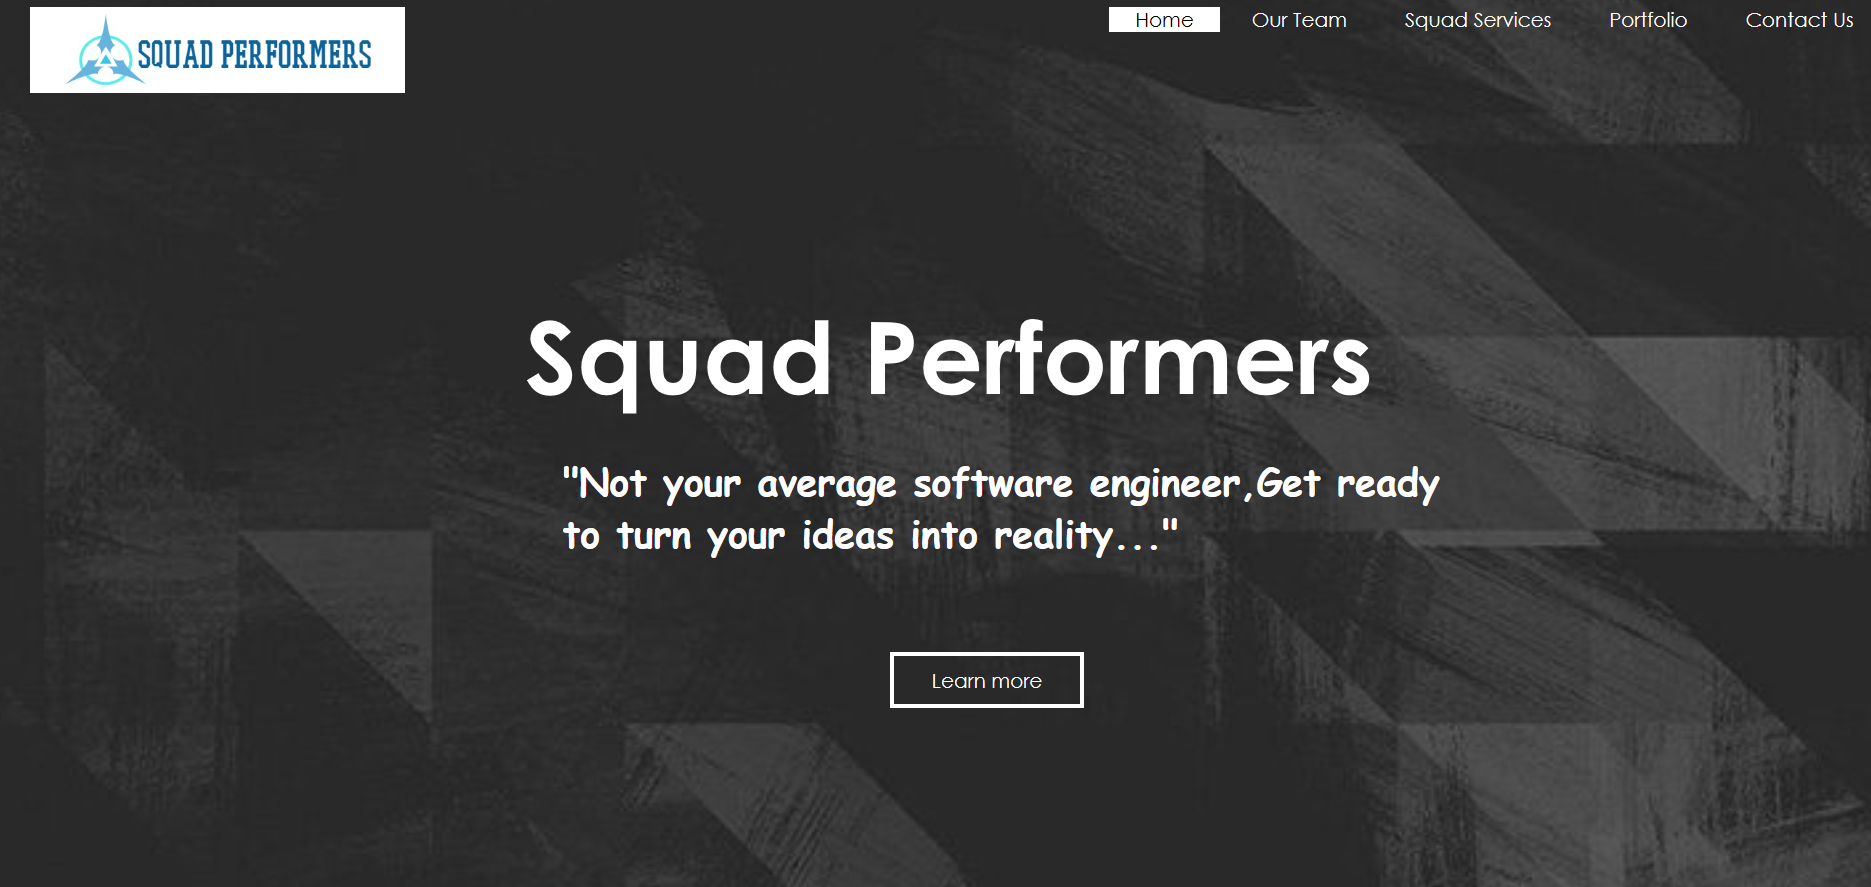 SQUAD PERFORMERS
Home
Our Team
Squad Services
Portfolio
Contact Us
Squad Performers
"Not your average software engineer,Get ready
to turn your ideas into reality..."
Learn more